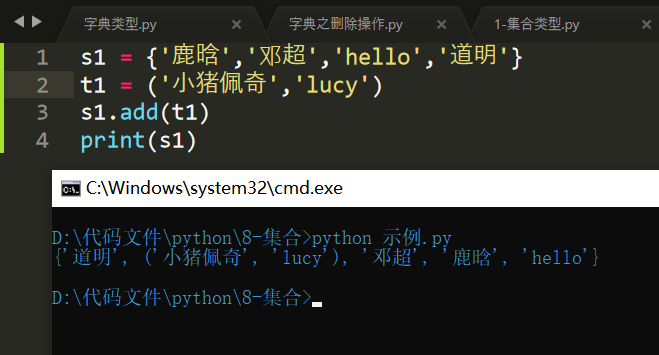 字典类型.py
字典之删除操作.py
1-集合类型.py
1 s1 = {'鹿晗','邓超','hello','道明'}
2 t1 = ('小猪佩奇','lucy')
3 s1.add(t1)
4 print(s1)
C:\Windows\system32\cmd.exe
D:\代码文件\python\8-集合>python 示例.py
{'道明', ('小猪佩奇', 'lucy'), '邓超', '鹿晗', 'hello'}
D:\代码文件\python\8-集合>